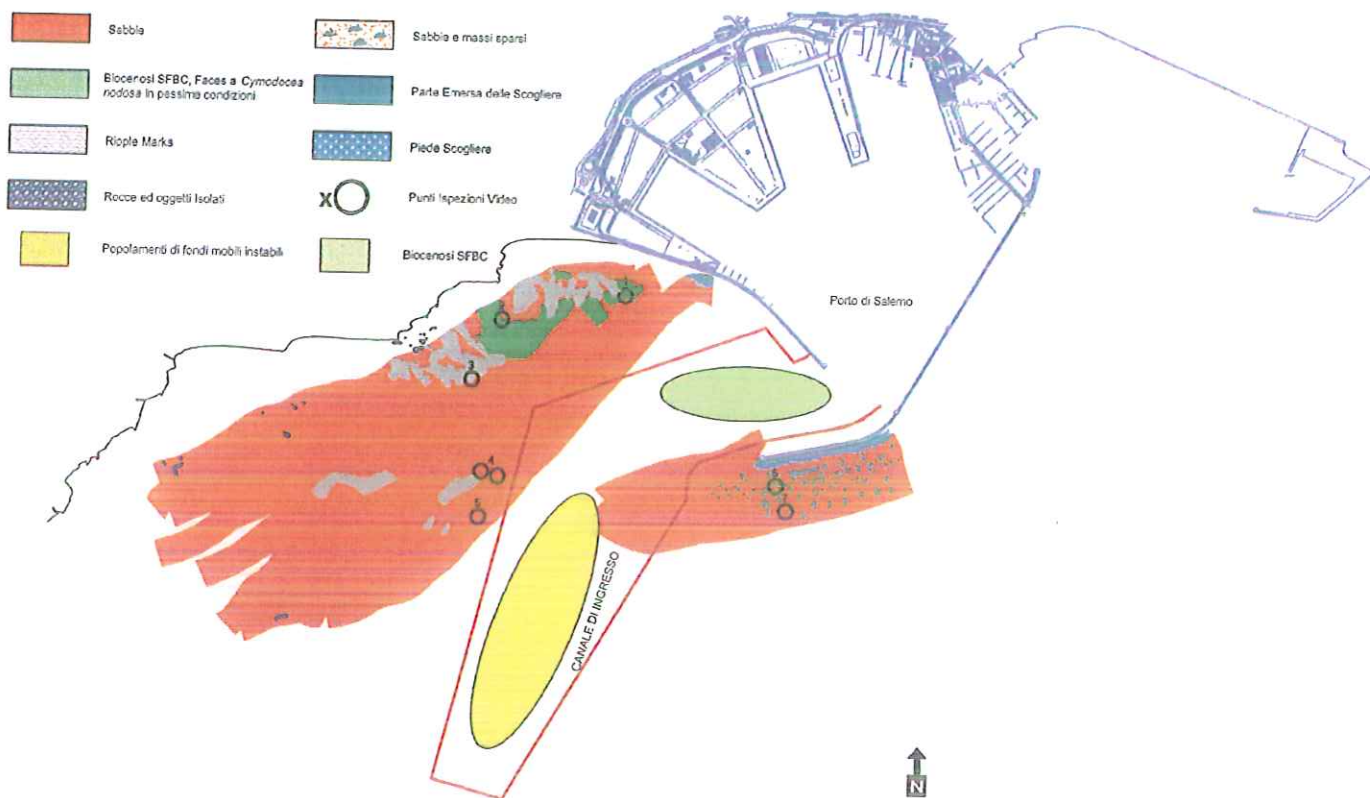 Sabbia
Biocenosi SFBC, Facies a Cymodocea
nodosa in pessime condizioni
Ripple Marks
Rocce ed oggetti Isolati
Popolamenti di fondi mobili instabili
Sabbia e massi sparsi
Parte Emersa delle Scogliere
Piede Scogliere
X
Punti Ispezioni Video
Biocenosi SFBC
Porto di Salerno
1
2
3
4
5
6
7
CANALE DI INGRESSO
N